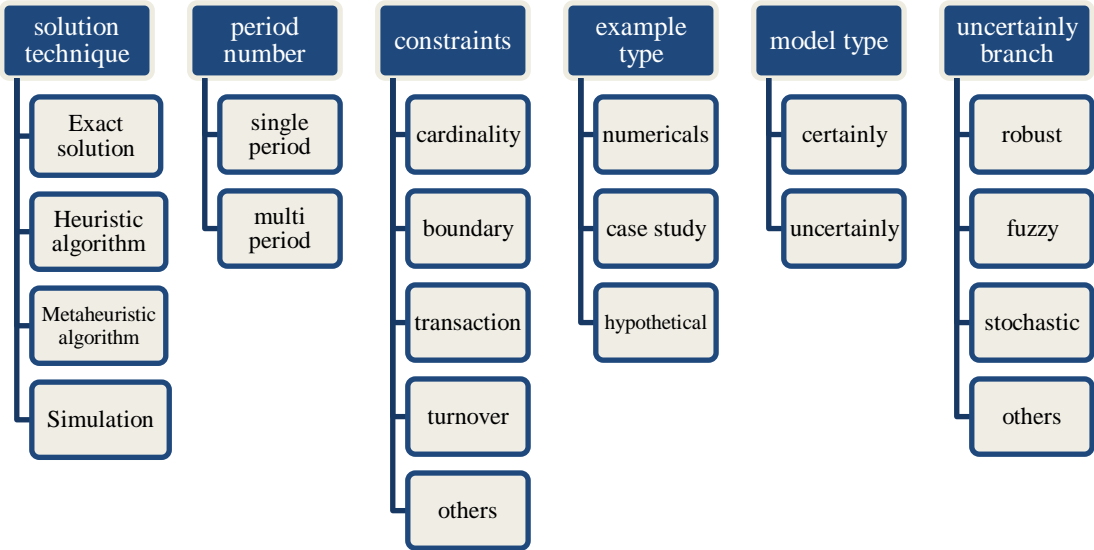 solution
technique
Exact
solution
Heuristic
algorithm
Metaheuristic
algorithm
Simulation
period
number
single
period
multi
period
constraints
cardinality
boundary
transaction
turnover
others
example
type
numericals
case study
hypothetical
model type
certainly
uncertainly
uncertainly
branch
robust
fuzzy
stochastic
others